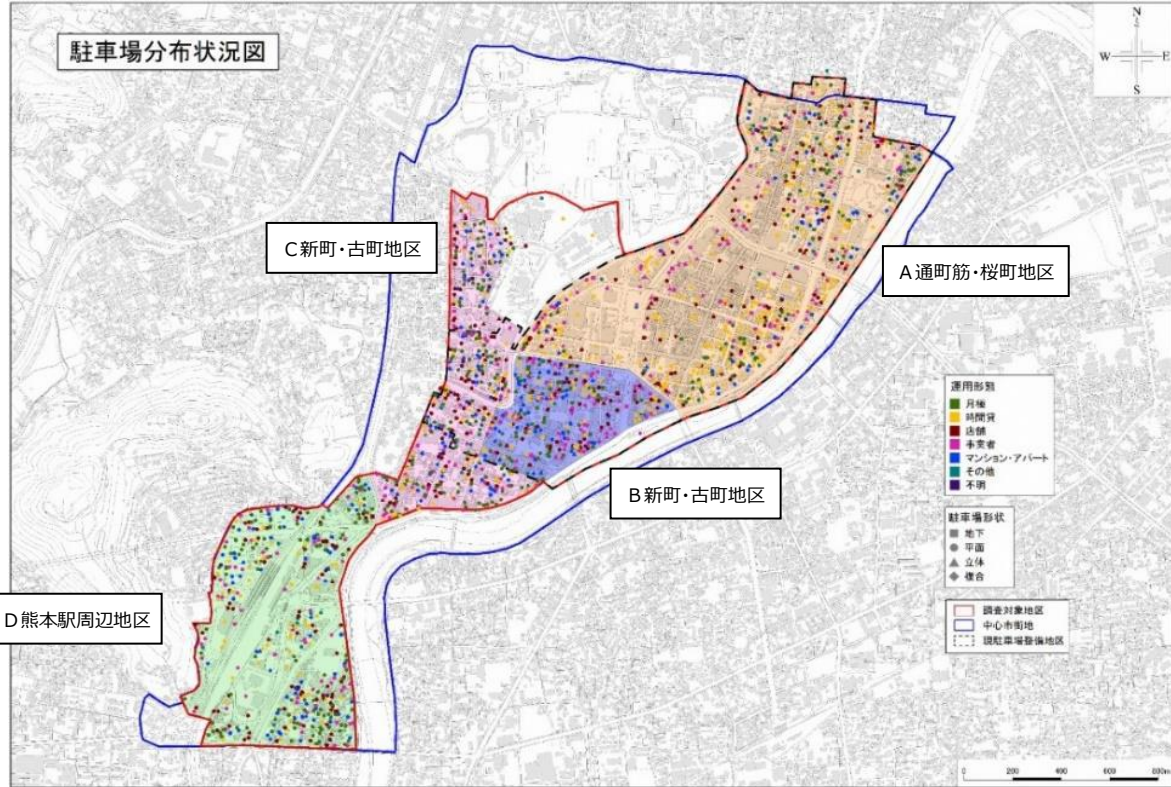 駐車場分布状況図
N
W E
S
C新町・古町地区
A通町筋・桜町地区
運用形態
月極
時間貸
店舗
事業者
マンション・アパート
その他
不明
B新町・古町地区
駐車場形状
地下
平面
立体
複合
D熊本駅周辺地区
調査対象地区
中心市街地
現駐車場整備地区
0 200 400 600 800m